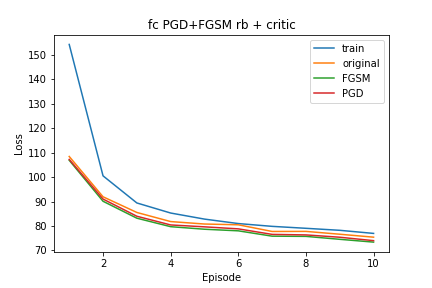 fc PGD+FGSM rb + critic
train
original
FGSM
PGD
Loss
150
140
130
120
110
100
90
80
70
2 4 6 8 10
Episode